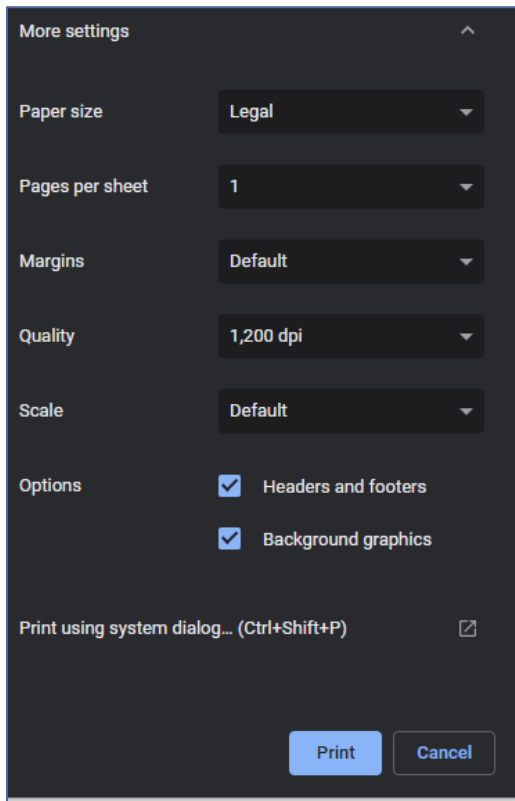 More settings
Paper size Legal
Pages per sheet 1
Margins Default
Quality 1,200 dpi
Scale Default
Options Headers and footers
Background graphics
Print using system dialog... (Ctrl+Shift+P)
Print Cancel